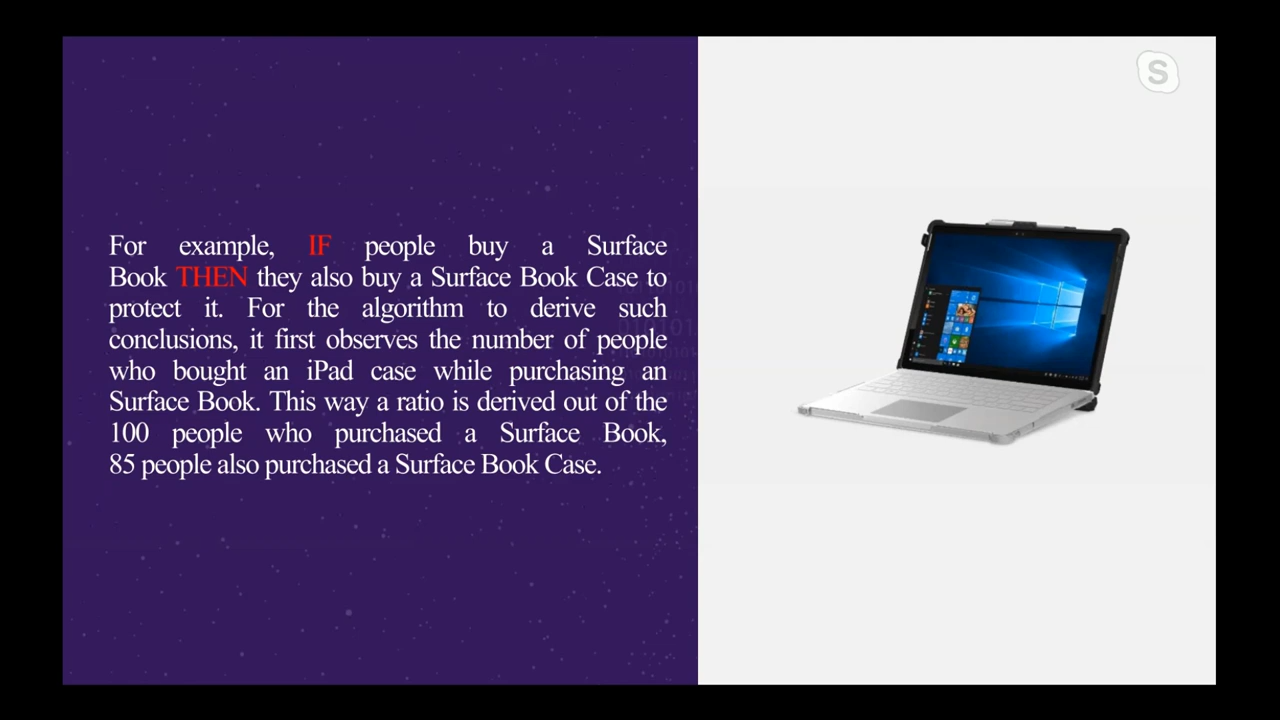 For example, IF people buy a Surface
Book THEN they also buy a Surface Book Case to
protect it. For the algorithm to derive such
conclusions, it first observes the number of people
who bought an iPad case while purchasing an
Surface Book. This way a ratio is derived out of the
100 people who purchased a Surface Book,
85 people also purchased a Surface Book Case.
S